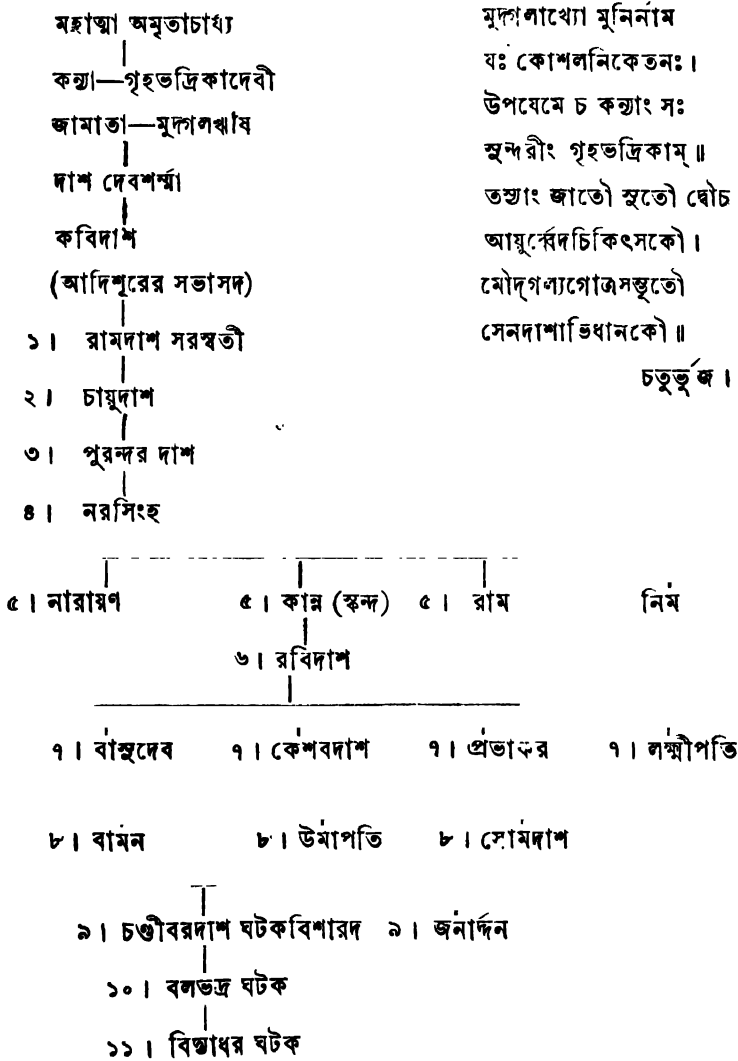 মহাত্মা অমৃতাচার্য্য
কন্যা—গৃহভদ্রিকাদেবী
জামাতা—মুদ্গলঋষি
দাশ দেবশর্ম্মা
কবিদাশ
(আদিশূরের সভাসদ)
১। রামদাশ সরস্বতী
২। চায়ুদাশ
৩। পুরন্দর দাশ
৪। নরসিংহ
মুদ্গলাখ্যো মুনির্নাম
যঃ কোশলনিকেতনঃ।
উপযেমে চ কন্যাং সঃ
সুন্দরীং গৃহভদ্রিকাম্॥
তস্যাং জাতৌ সুতৌ দ্বৌচ
আয়ুর্ব্বেদচিকিৎসকৌ।
মৌদ্‌গল্যগোত্রসম্ভূতৌ
সেনদাশাভিধানকৌ॥
চতুর্ভুজ।
৫। নারায়ণ ৫। কান্ন (স্কন্দ) ৫। রাম নিম
৬। রবিদাশ
৭। বাসুদেব ৭। কেশবদাশ ৭। প্রভাকর ৭। লক্ষ্মীপতি
৮। বামন ৮। উমাপতি ৮। সোমদাশ
৯। চণ্ডীবরদাশ ঘটকবিশারদ ৯। জনার্দ্দন
১০। বলভদ্র ঘটক
১১। বিদ্যাধর ঘটক